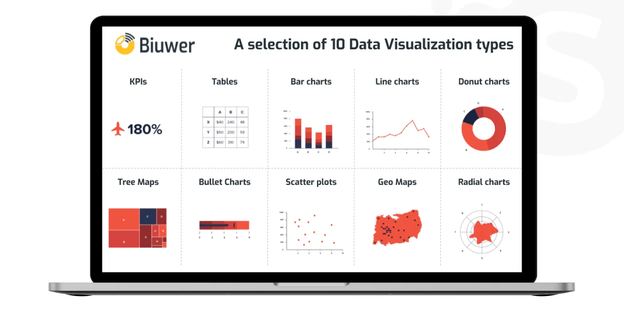 Biuwer
A selection of 10 Data Visualization types
KPIs
Tables
Bar charts
Line charts
Donut charts
180%
A B C
X
Y
Z
Tree Maps
Bullet Charts
Scatter plots
Geo Maps
Radial charts